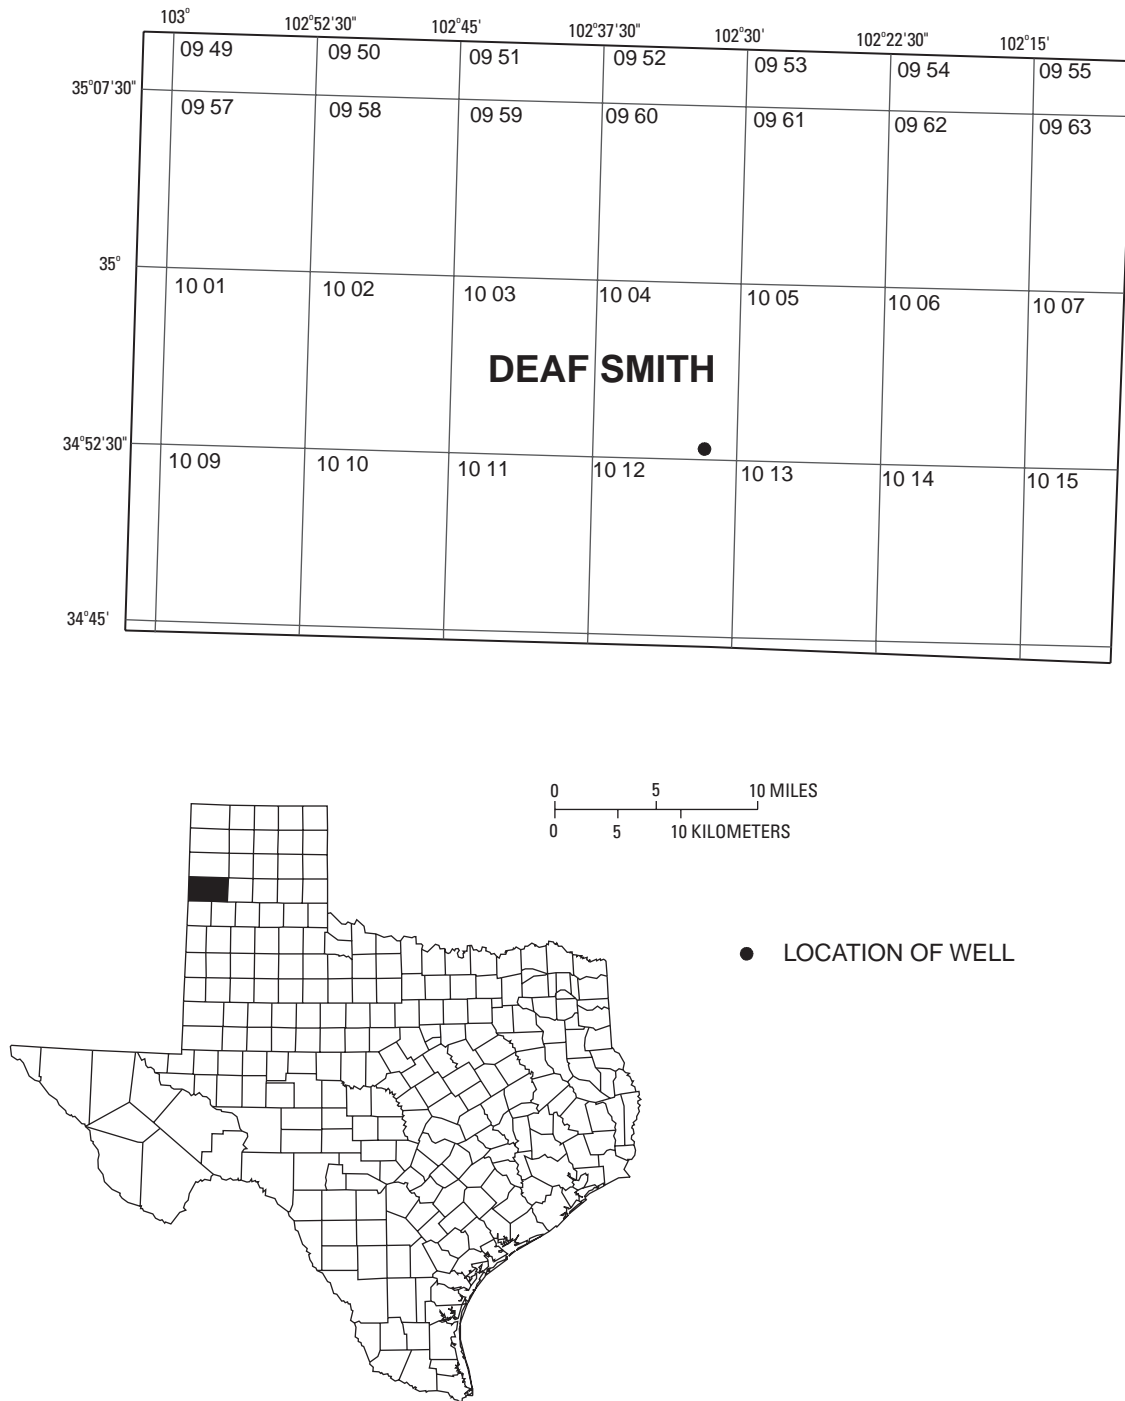 103° 102°52'30" 102°45' 102°37'30" 102°30' 102°22'30" 102°15'
09 49 09 50 09 51 09 52 09 53 09 54 09 55
35°07'30"
09 57 09 58 09 59 09 60 09 61 09 62 09 63
35°
10 01 10 02 10 03 10 04 10 05 10 06 10 07
DEAF SMITH
34°52'30"
10 09 10 10 10 11 10 12 10 13 10 14 10 15
34°45'
0 5 10 MILES
0 5 10 KILOMETERS
LOCATION OF WELL